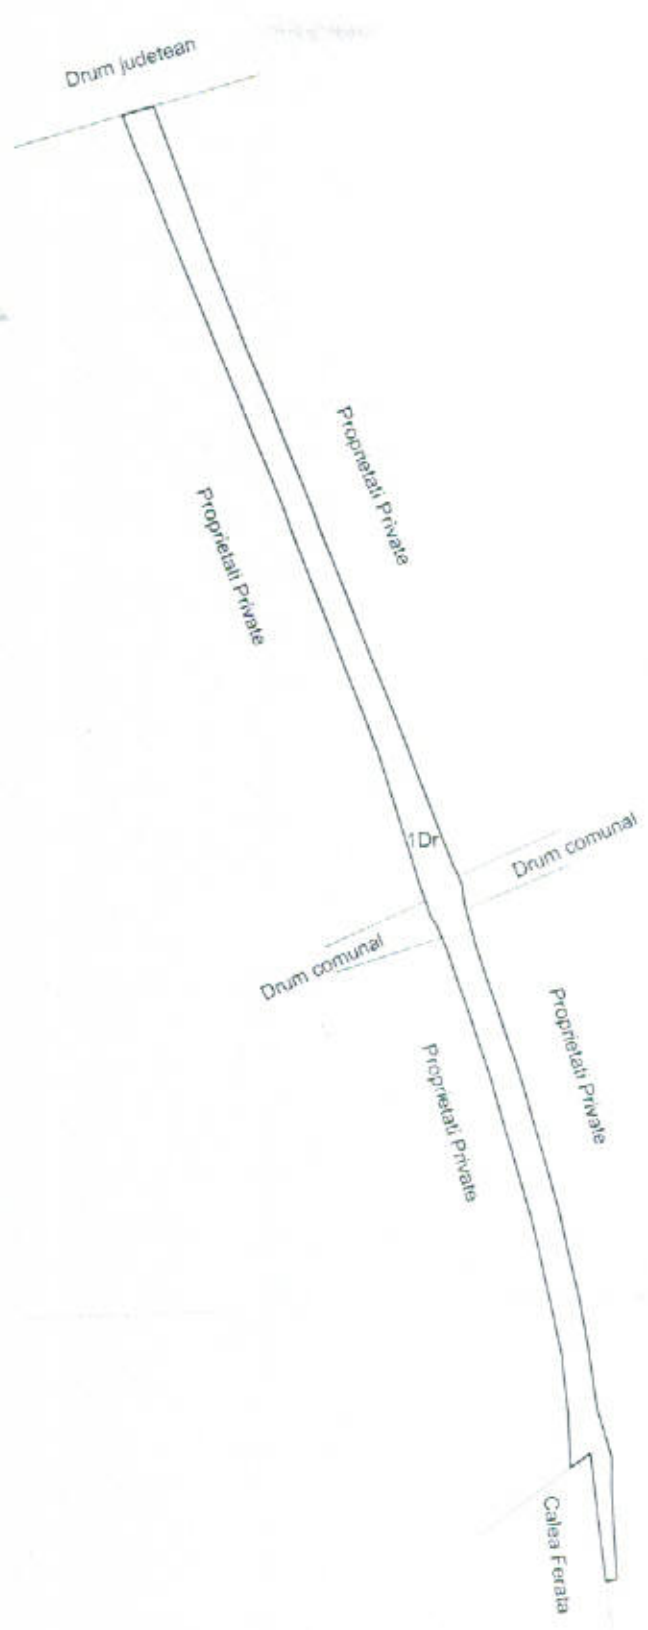 Drum judetean
Proprietati Private
Proprietati Private
1Dr
Drum comunal
Drum comunal
Proprietati Private
Proprietati Private
Calea Ferata